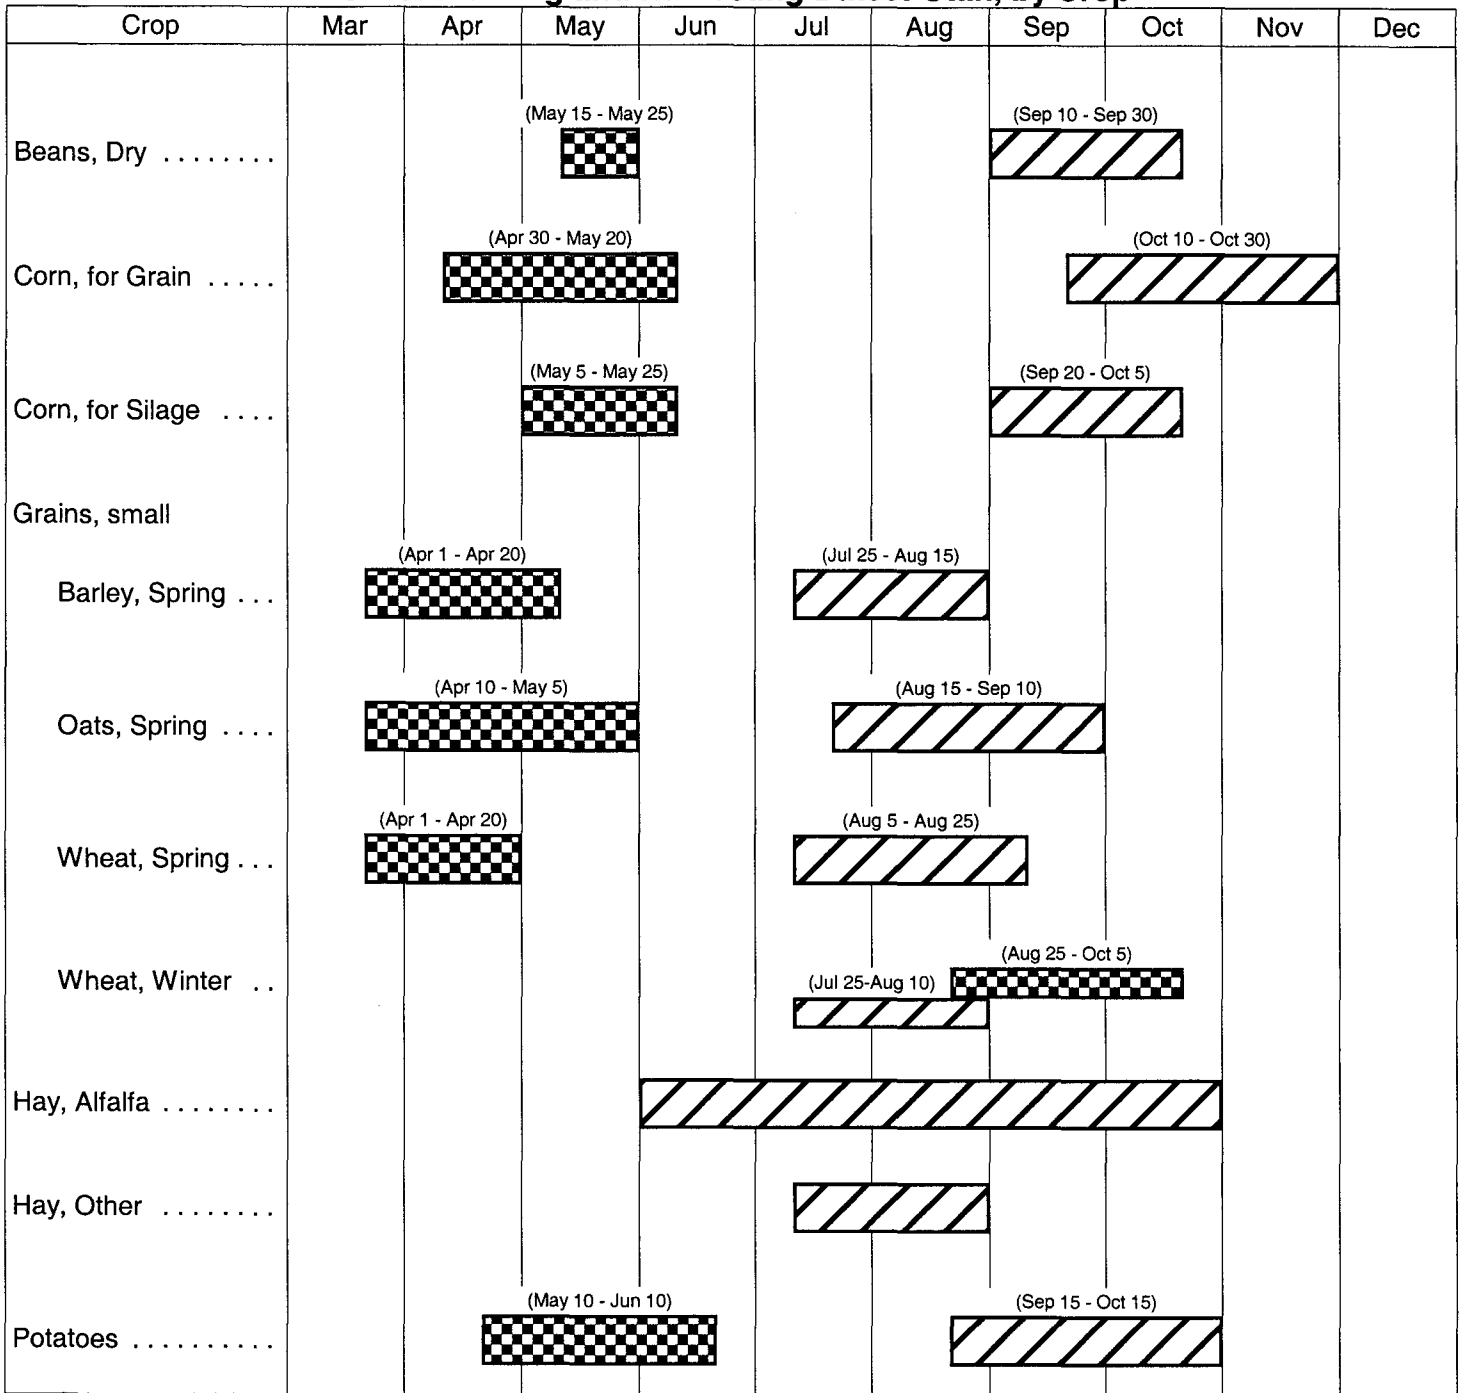 Utah, by Crop
Crop Mar Apr May Jun Jul Aug Sep Oct Nov Dec
(May 15 - May 25) (Sep 10 - Sep 30)
Beans, Dry ........
(Apr 30 - May 20) (Oct 10 - Oct 30)
Corn, for Grain .....
(May 5 - May 25) (Sep 20 - Oct 5)
Corn, for Silage ....
Grains, small
(Apr 1 - Apr 20) (Jul 25 - Aug 15)
Barley, Spring ...
(Apr 10 - May 5) (Aug 15 - Sep 10)
Oats, Spring ....
(Apr 1 - Apr 20) (Aug 5 - Aug 25)
Wheat, Spring ...
(Aug 25 - Oct 5)
Wheat, Winter .. (Jul 25-Aug 10)
Hay, Alfalfa ........
Hay, Other ........
(May 10 - Jun 10) (Sep 15 - Oct 15)
Potatoes ..........